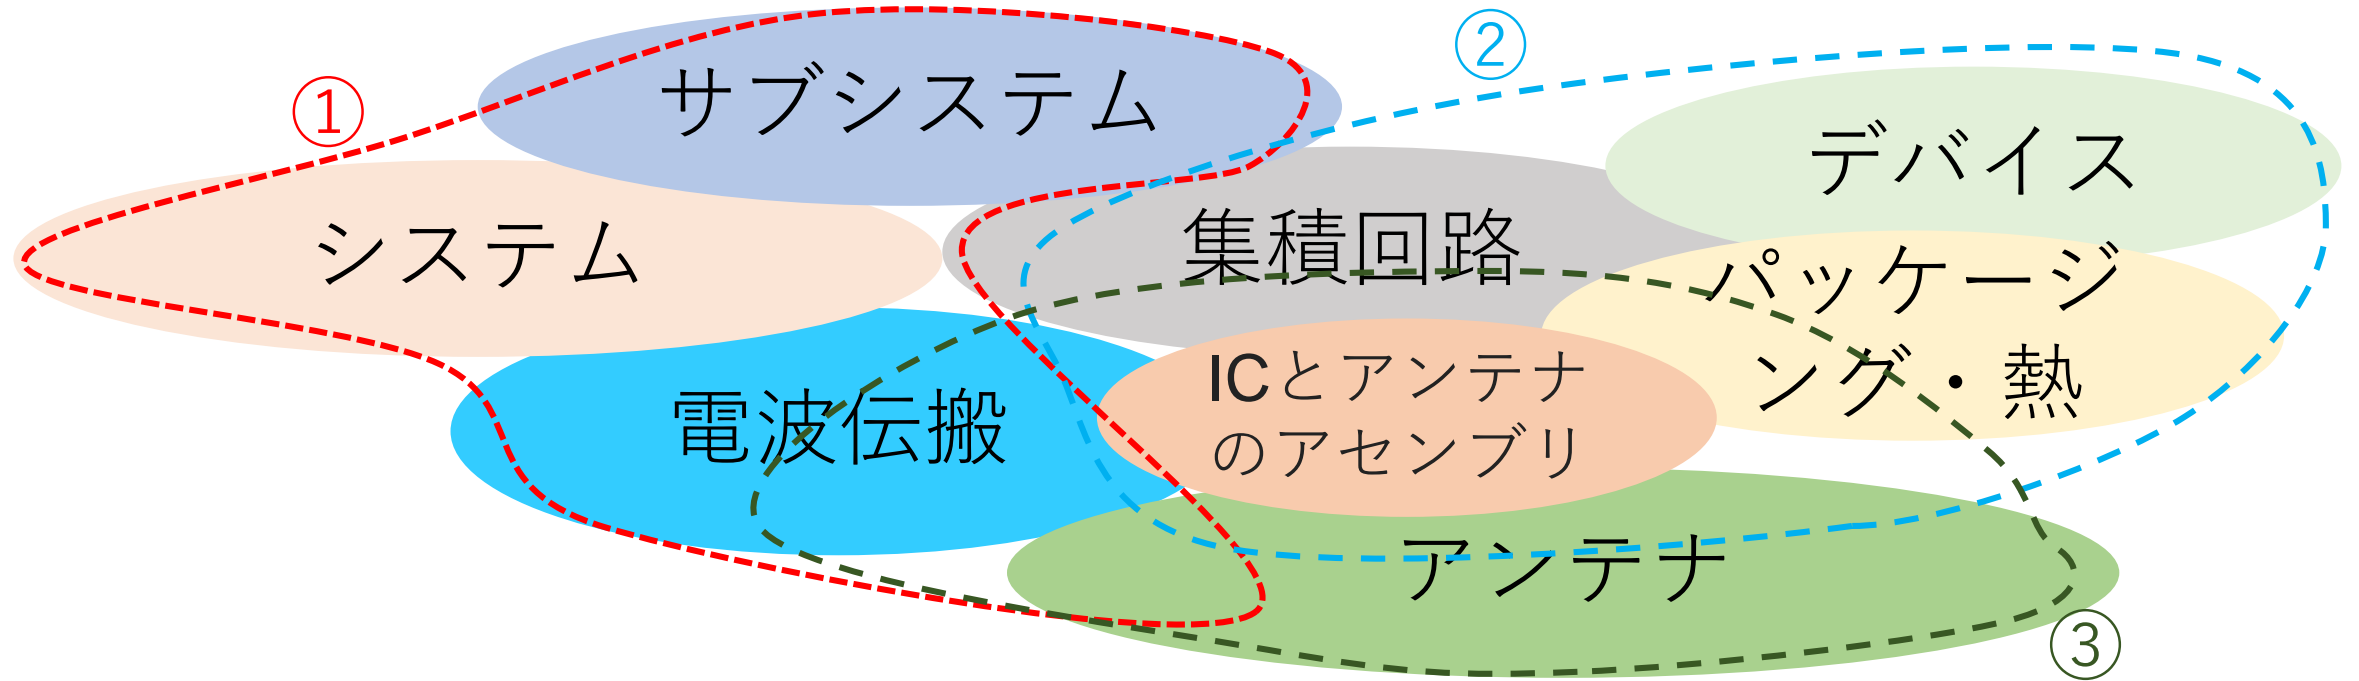 ②
サブシステム
①
デバイス
システム
集積回路
パッケージ
ング・熱
ICとアンテナ
のアセンブリ
電波伝搬
アンテナ
③